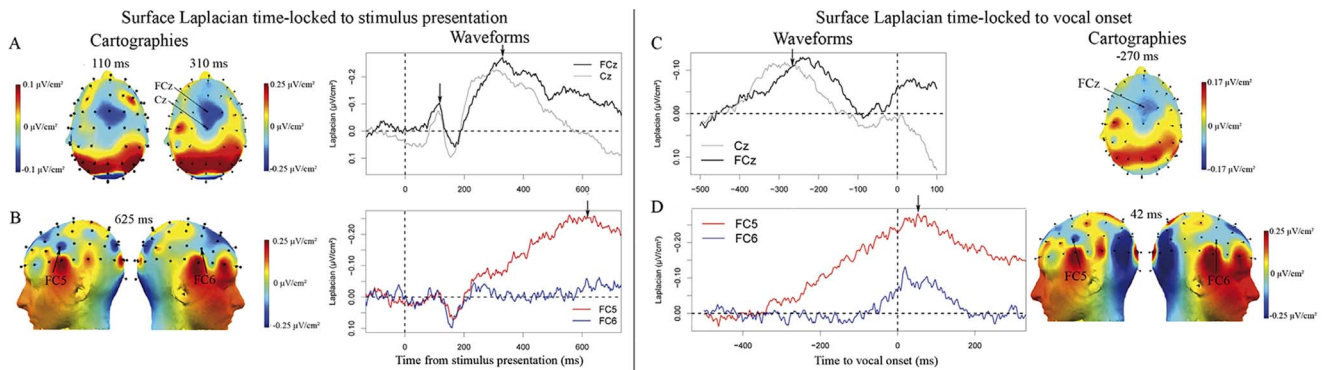 Surface Laplacian time-locked to stimulus presentation
A
Cartographies
110 ms
310 ms
0.1 µV/cm²
0 µV/cm²
-0.1 µV/cm²
FCz
Cz
0.25 µV/cm²
0 µV/cm²
-0.25 µV/cm²
Waveforms
FCz
Cz
Laplacian (µV/cm²)
-0.2
-0.1
0.0
0.1
0
200
400
600
B
625 ms
FC5
FC6
0.25 µV/cm²
0 µV/cm²
-0.25 µV/cm²
Laplacian (µV/cm²)
-0.20
-0.10
0.00
0.10
FC5
FC6
0
200
400
600
Time from stimulus presentation (ms)
Surface Laplacian time-locked to vocal onset
C
Waveforms
Laplacian (µV/cm²)
-0.10
0.00
0.10
Cz
FCz
-500
-400
-300
-200
-100
0
100
Cartographies
-270 ms
FCz
0.17 µV/cm²
0 µV/cm²
-0.17 µV/cm²
D
FC5
FC6
Laplacian (µV/cm²)
-0.20
-0.10
0.00
-400
-200
0
200
Time to vocal onset (ms)
42 ms
FC5
FC6
0.25 µV/cm²
0 µV/cm²
-0.25 µV/cm²